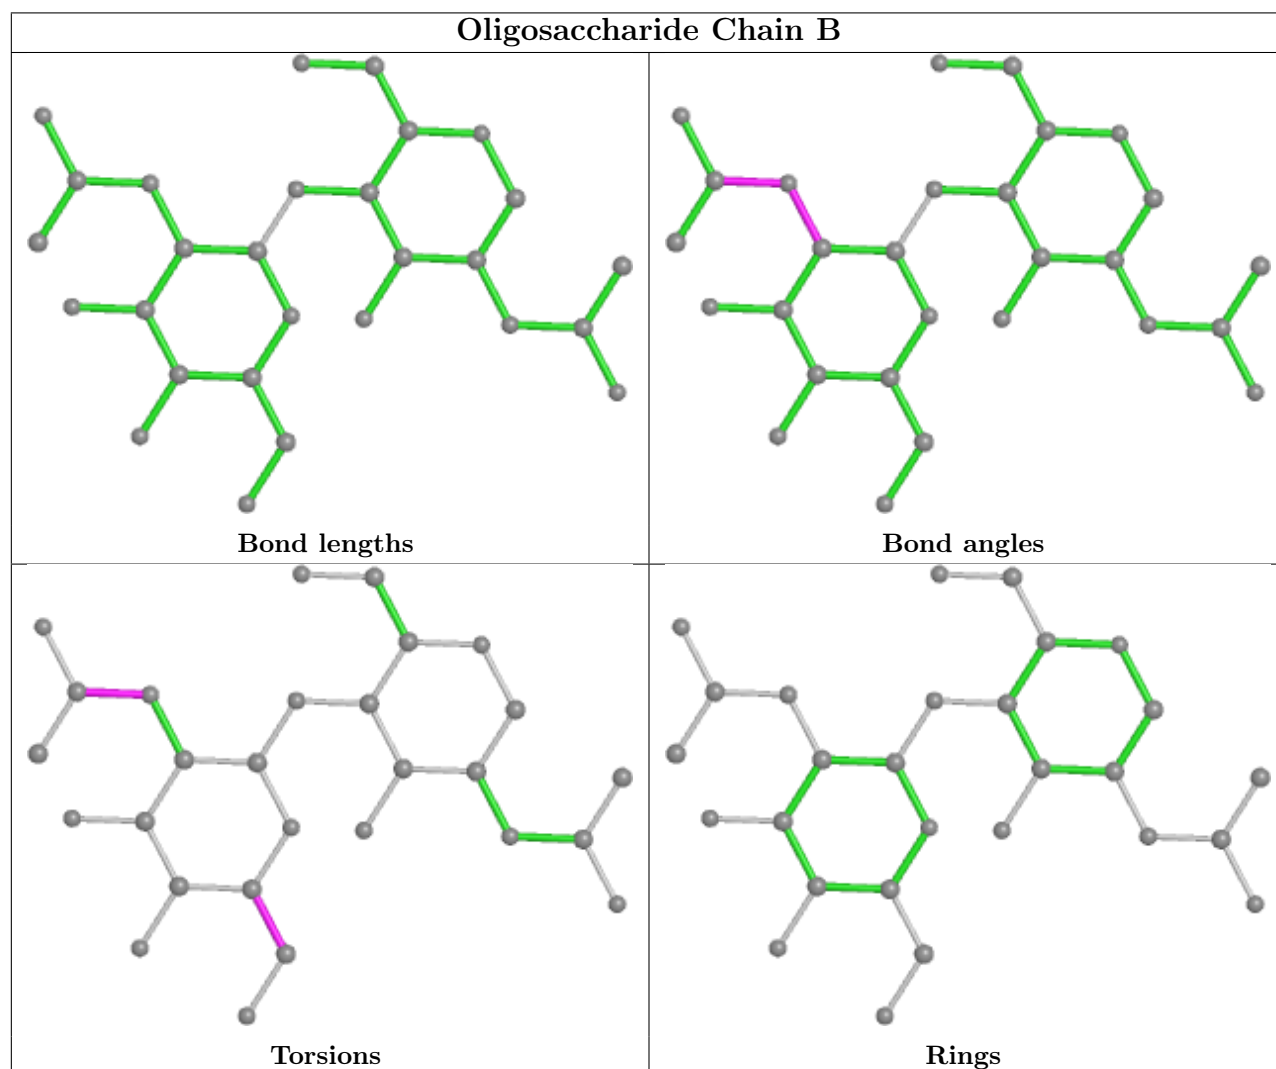 Oligosaccharide Chain B
Bond lengths
Bond angles
Torsions
Rings